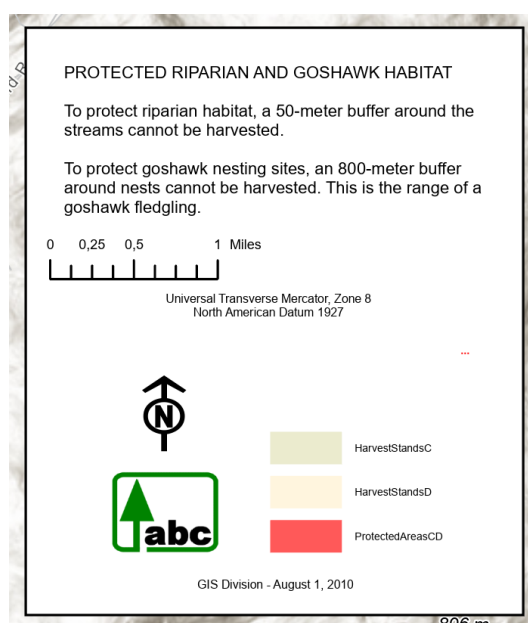 PROTECTED RIPARIAN AND GOSHAWK HABITAT
To protect riparian habitat, a 50-meter buffer around the
streams cannot be harvested.
To protect goshawk nesting sites, an 800-meter buffer
around nests cannot be harvested. This is the range of a
goshawk fledgling.
0 0,25 0,5 1 Miles
Universal Transverse Mercator, Zone 8
North American Datum 1927
...
N
HarvestStandsC
HarvestStandsD
abc
ProtectedAreasCD
GIS Division - August 1, 2010